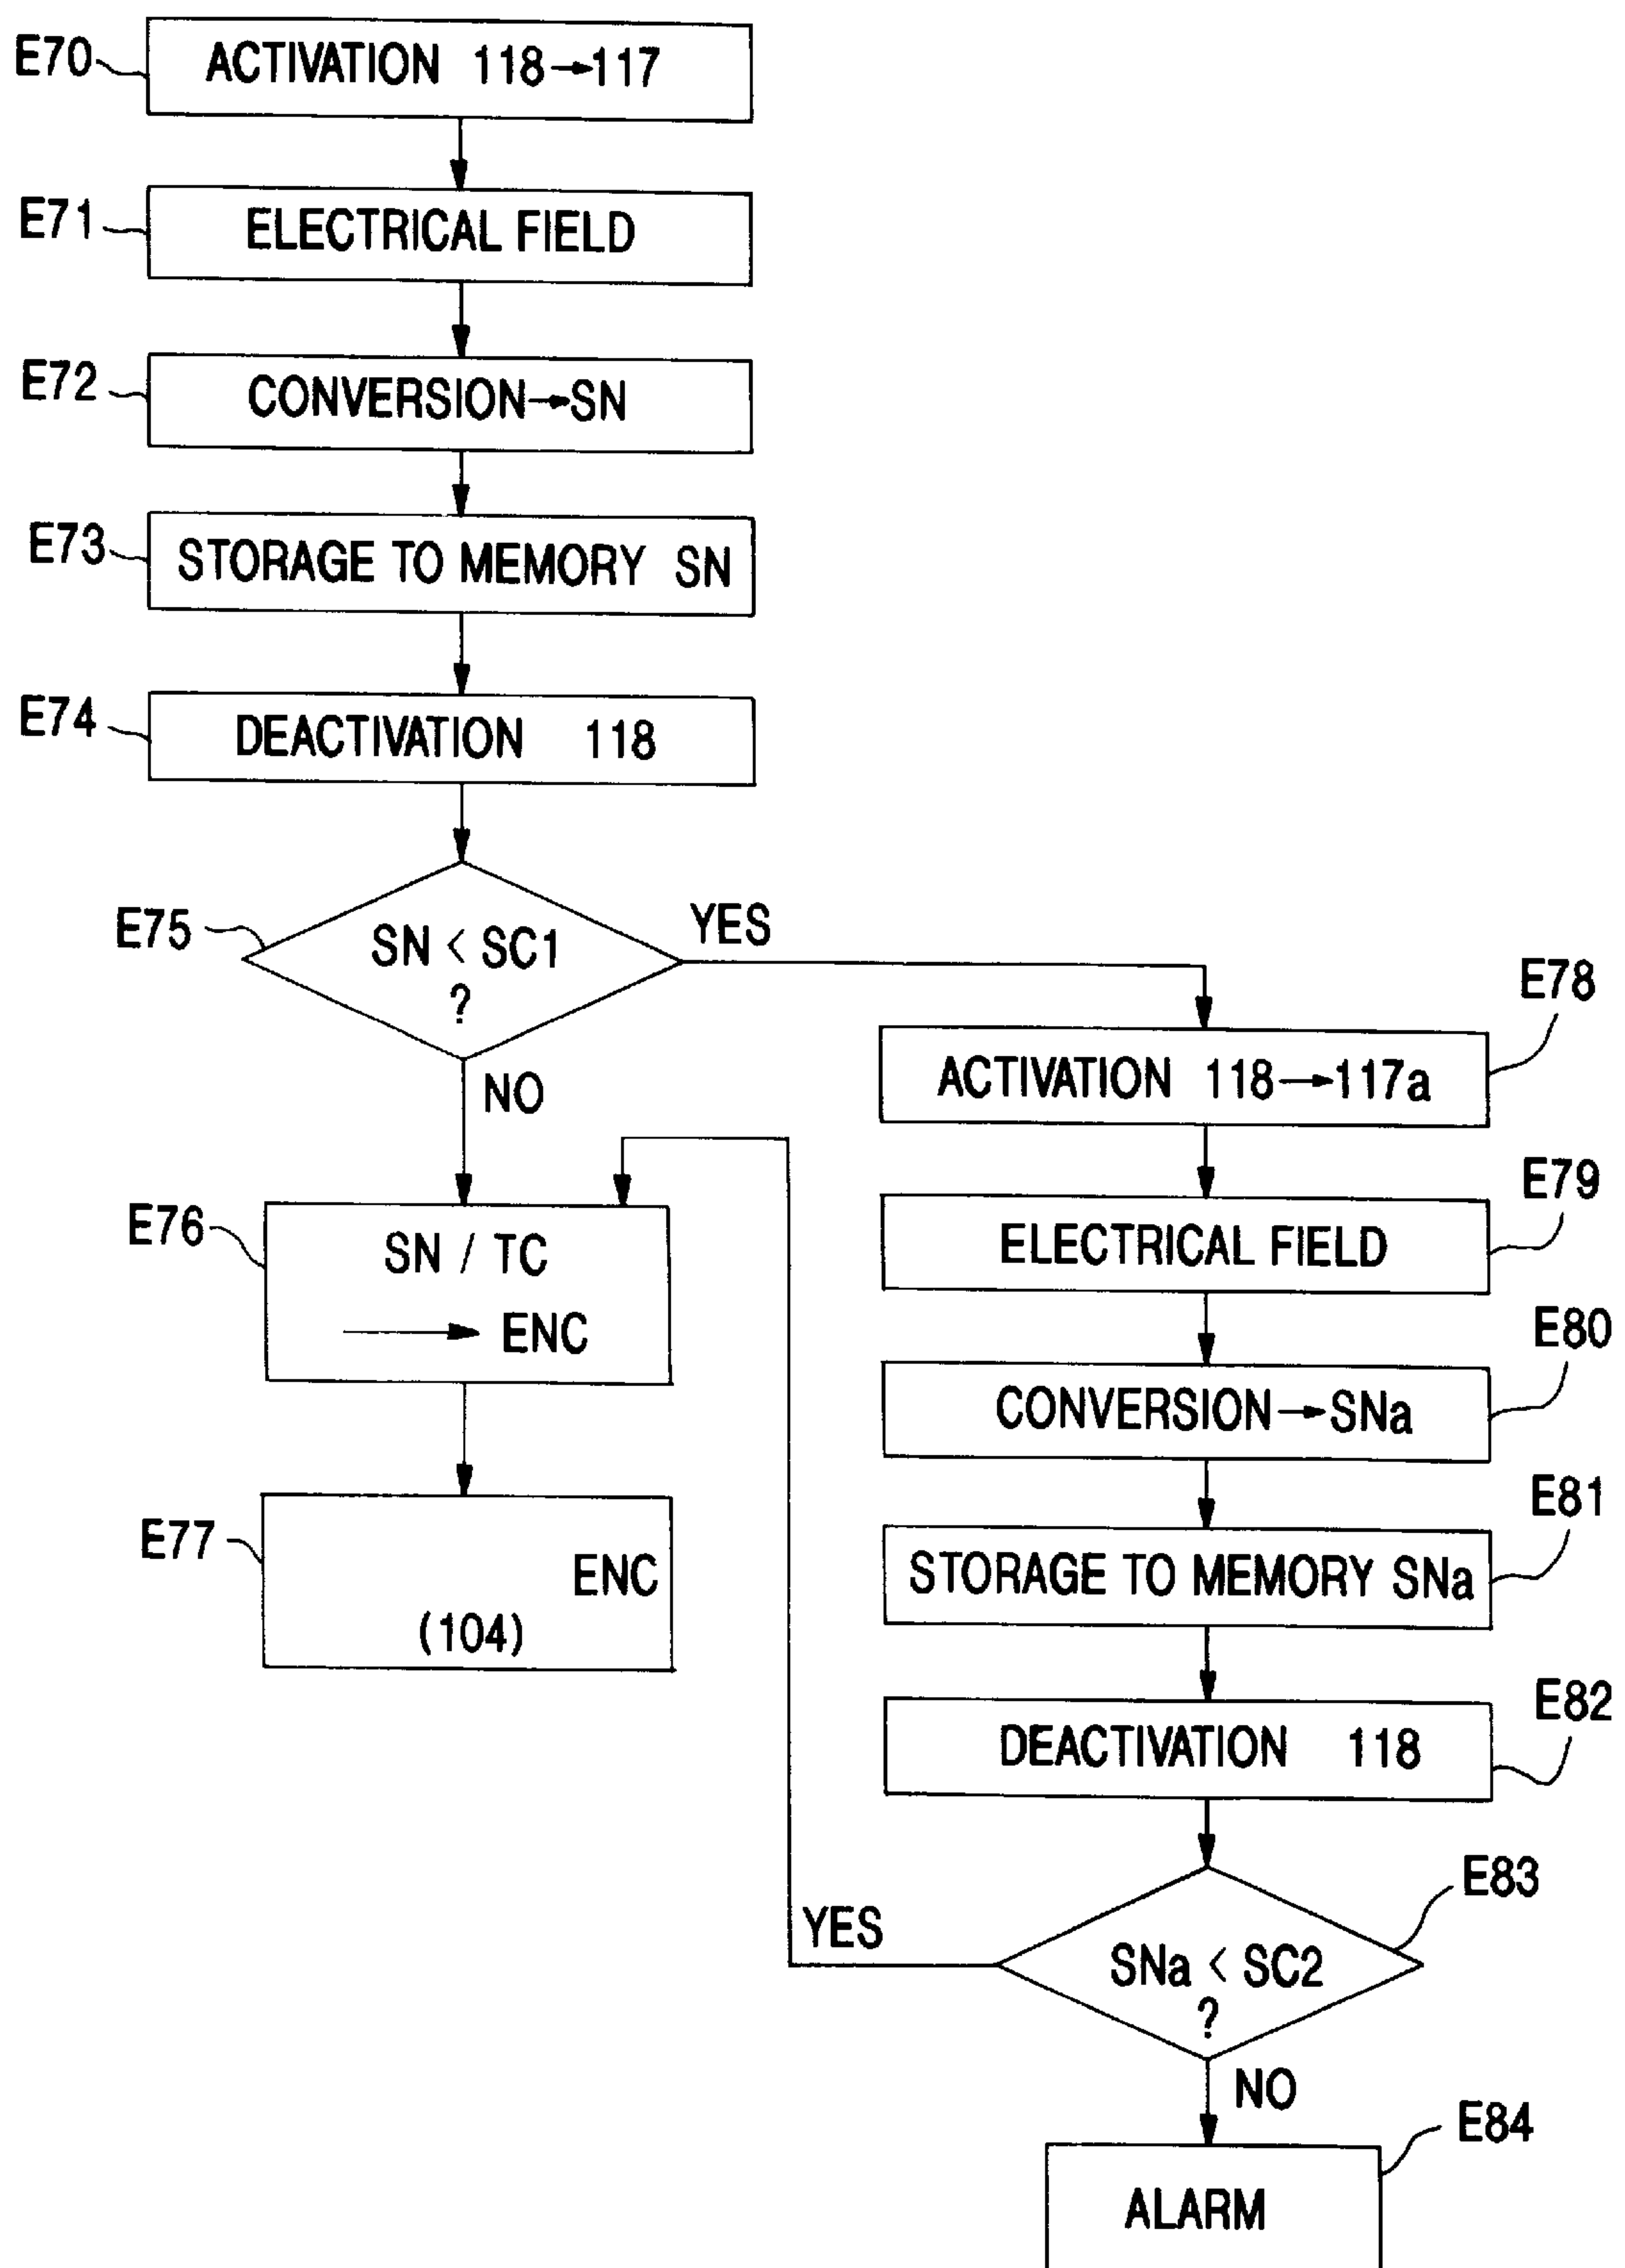 E70
ACTIVATION 118→117
E71
ELECTRICAL FIELD
E72
CONVERSION→SN
E73
STORAGE TO MEMORY SN
E74
DEACTIVATION 118
E75
SN < SC1
?
YES
NO
E76
SN / TC
→ ENC
E77
ENC
(104)
E78
ACTIVATION 118→117a
E79
ELECTRICAL FIELD
E80
CONVERSION→SNa
E81
STORAGE TO MEMORY SNa
E82
DEACTIVATION 118
E83
SNa < SC2
?
YES
NO
E84
ALARM